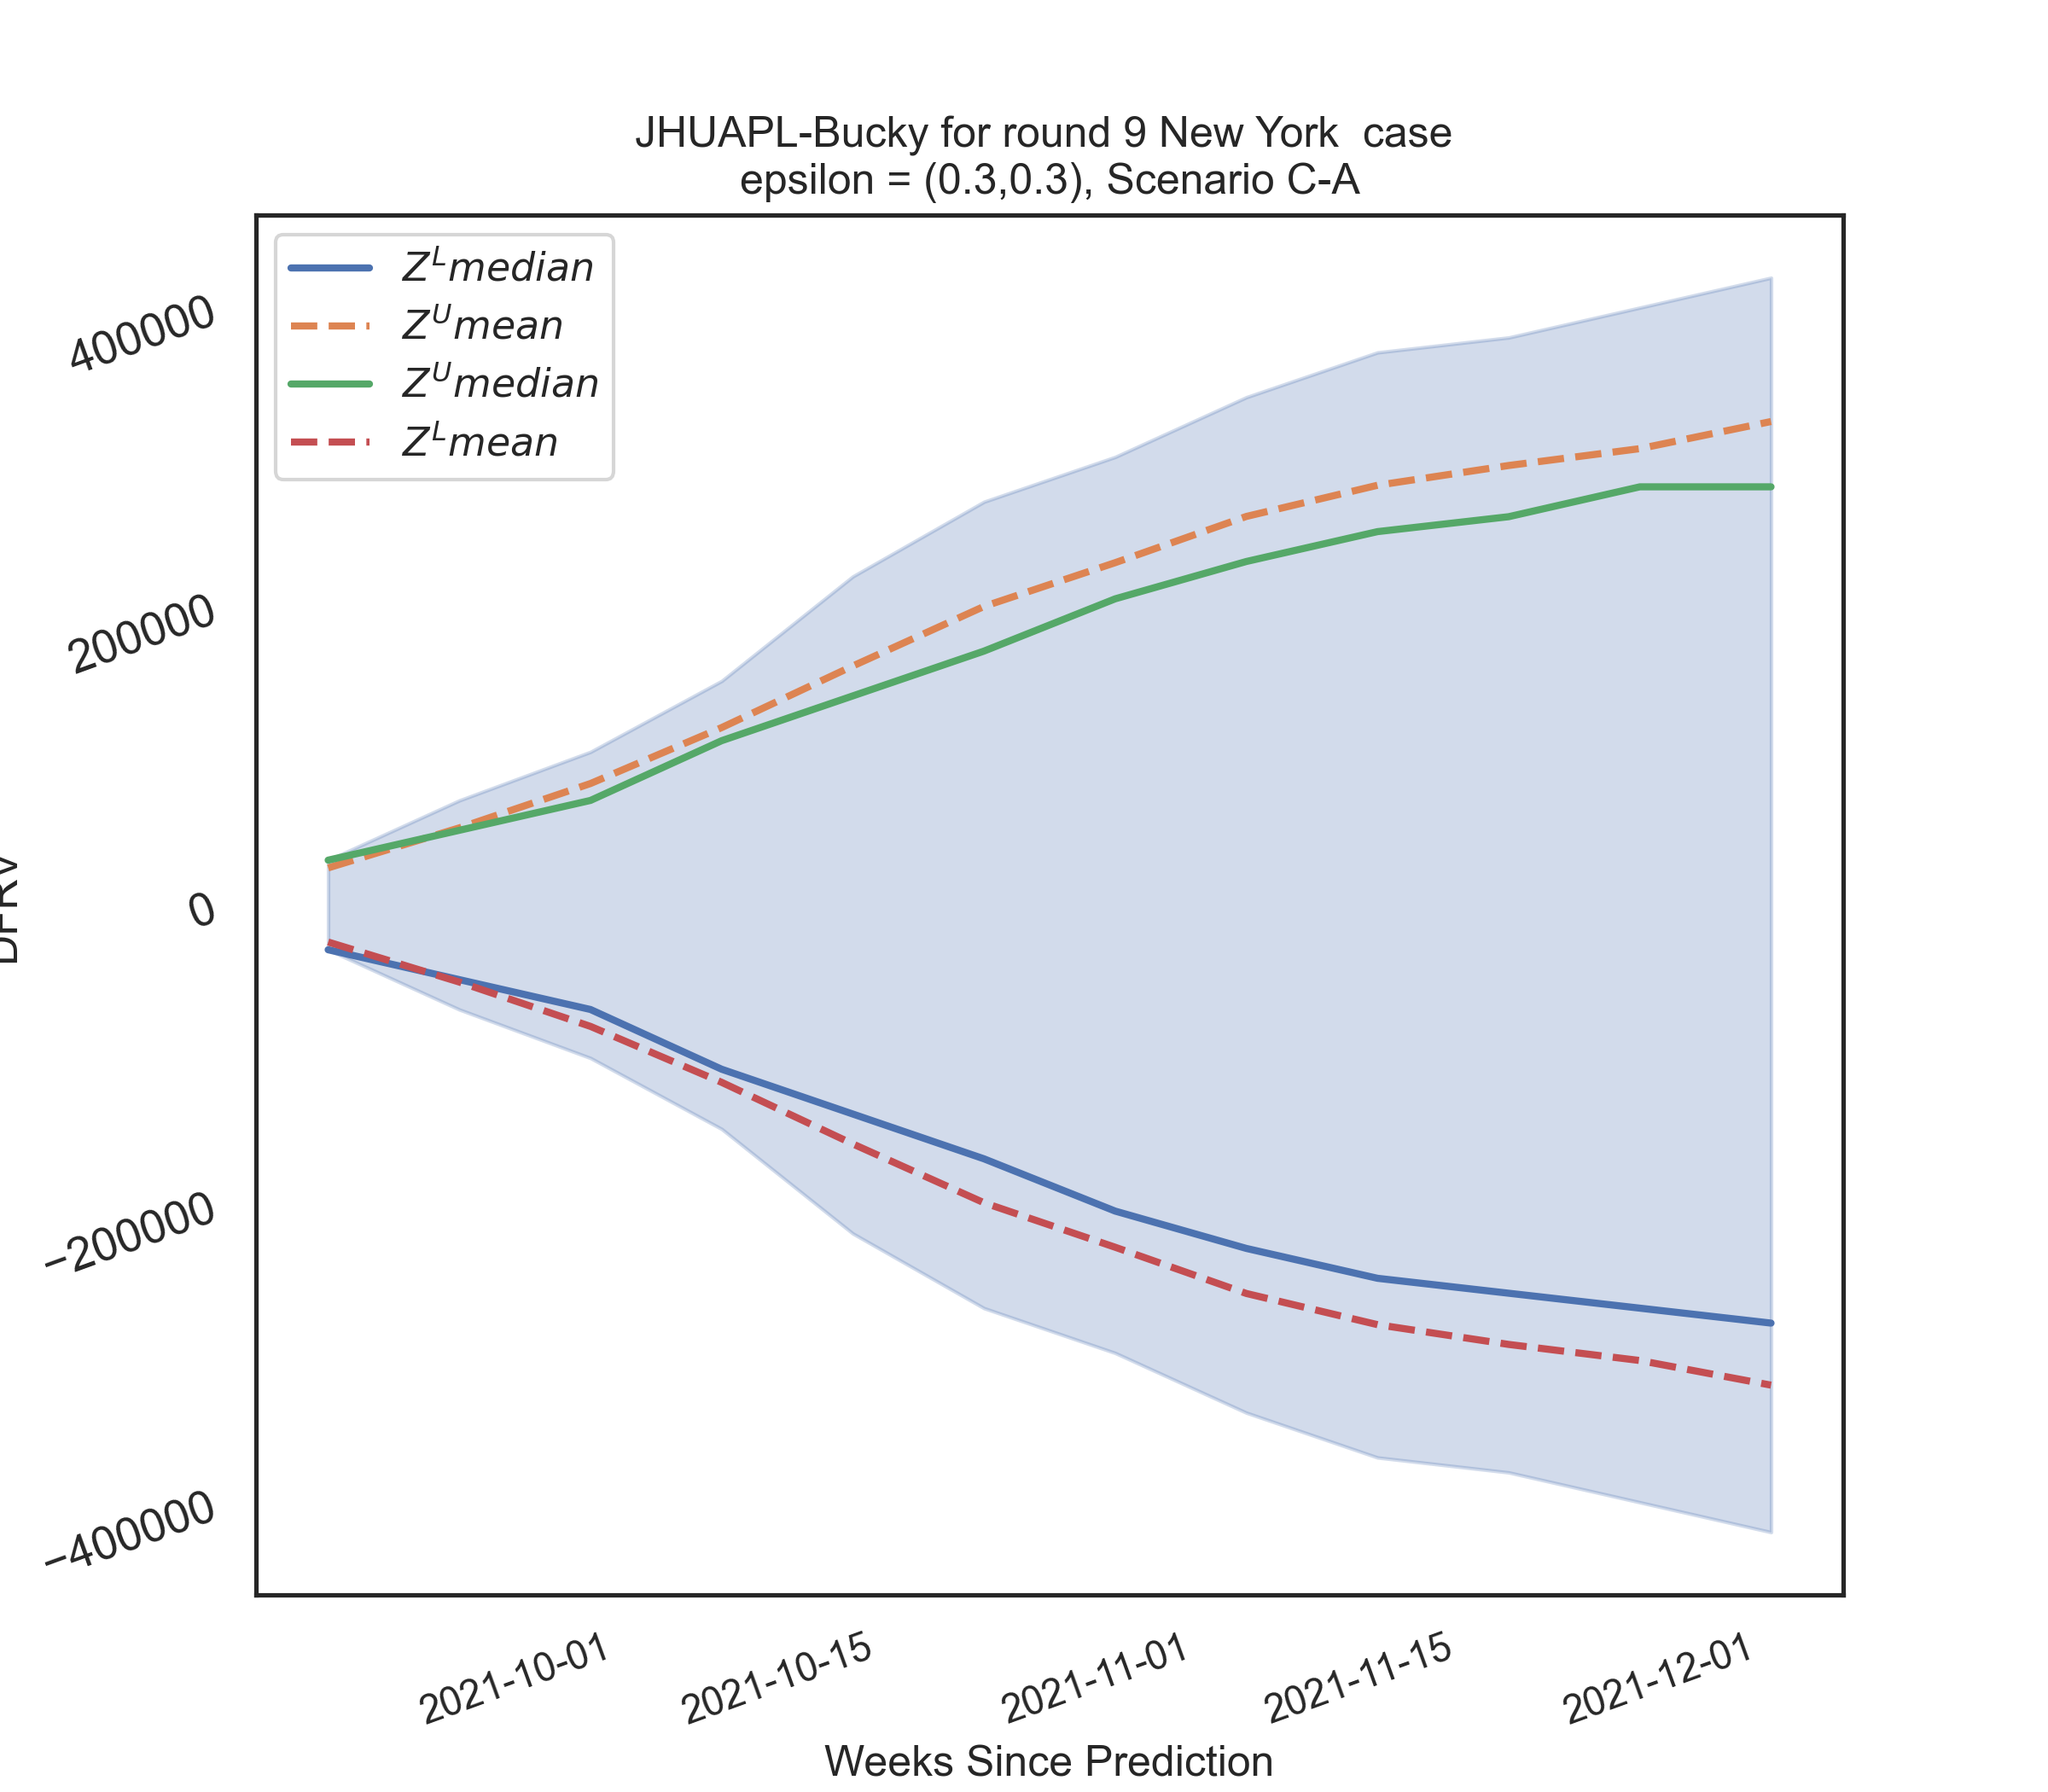 JHUAPL-Bucky for round 9 New York  case
epsilon = (0.3,0.3), Scenario C-A
Z^L median
Z^U mean
Z^U median
Z^L mean
400000
200000
0
−200000
−400000
2021-10-01
2021-10-15
2021-11-01
2021-11-15
2021-12-01
Weeks Since Prediction